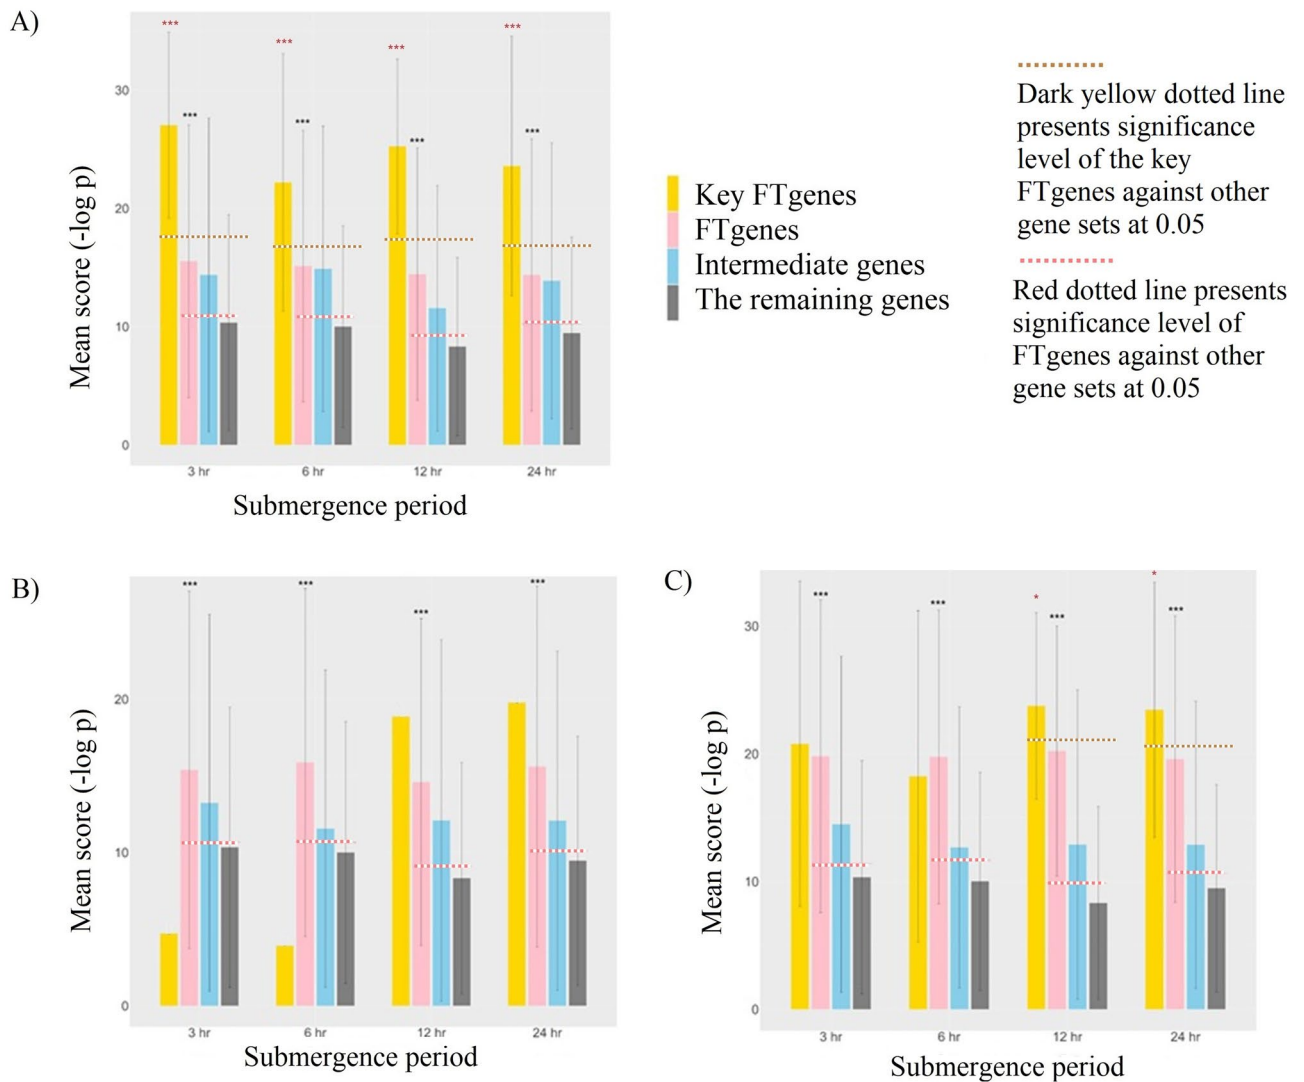 A)
***
***
***
***
***
***
***
***
30
20
10
0
Mean score (-log p)
3 hr
6 hr
12 hr
24 hr
Submergence period
Key FTgenes
FTgenes
Intermediate genes
The remaining genes
Dark yellow dotted line
presents significance
level of the key
FTgenes against other
gene sets at 0.05
Red dotted line presents
significance level of
FTgenes against other
gene sets at 0.05
B)
***
***
***
***
20
10
0
Mean score (-log p)
3 hr
6 hr
12 hr
24 hr
Submergence period
C)
***
***
*
***
*
***
30
20
10
0
Mean score (-log p)
3 hr
6 hr
12 hr
24 hr
Submergence period